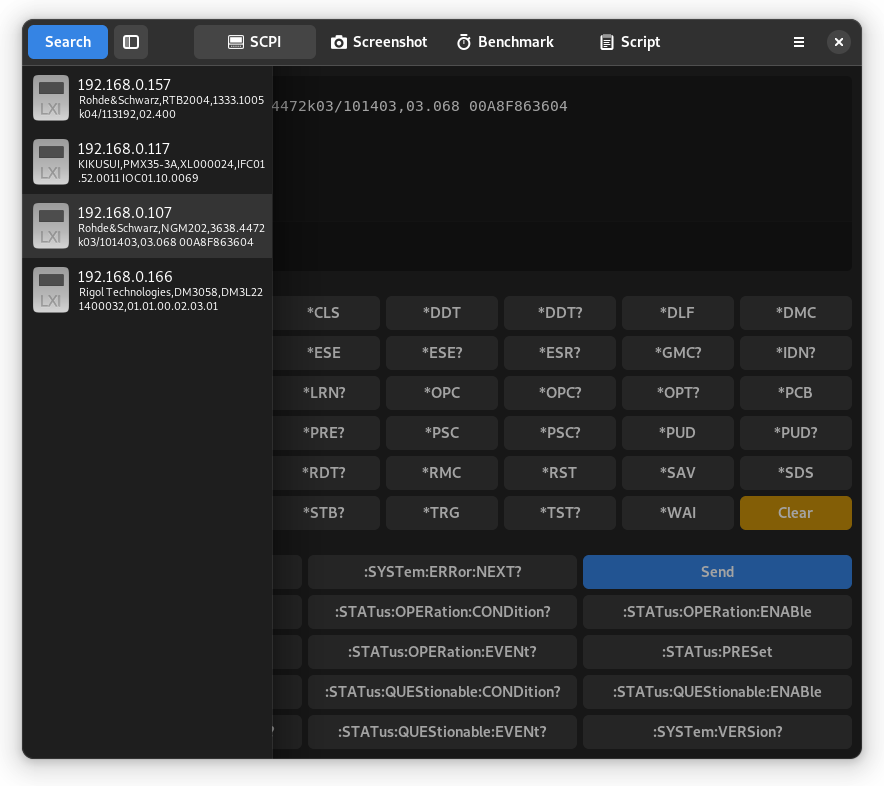 Search
SCPI
Screenshot
Benchmark
Script
LXI
192.168.0.157
Rohde&Schwarz,RTB2004,1333.1005
k04/113192,02.400
LXI
192.168.0.117
KIKUSUI,PMX35-3A,XL000024,IFC01
.52.0011 IOC01.10.0069
LXI
192.168.0.107
Rohde&Schwarz,NGM202,3638.4472
k03/101403,03.068 00A8F863604
LXI
192.168.0.166
Rigol Technologies,DM3058,DM3L22
1400032,01.01.00.02.03.01
4472k03/101403,03.068 00A8F863604
*CLS
*DDT
*DDT?
*DLF
*DMC
*ESE
*ESE?
*ESR?
*GMC?
*IDN?
*LRN?
*OPC
*OPC?
*OPT?
*PCB
*PRE?
*PSC
*PSC?
*PUD
*PUD?
*RDT?
*RMC
*RST
*SAV
*SDS
*STB?
*TRG
*TST?
*WAI
Clear
:SYSTem:ERRor:NEXT?
Send
:STATus:OPERation:CONDition?
:STATus:OPERation:ENABle
:STATus:OPERation:EVENt?
:STATus:PRESet
:STATus:QUEStionable:CONDition?
:STATus:QUEStionable:ENABle
?
:STATus:QUEStionable:EVENt?
:SYSTem:VERSion?